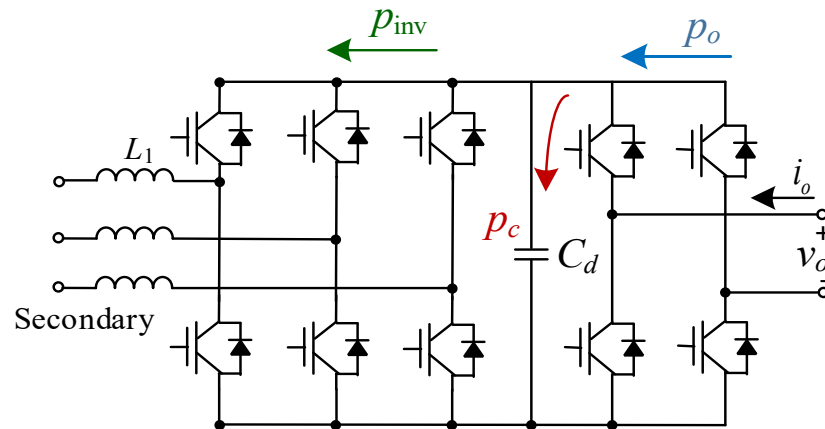 p_inv
p_o
L_1
i_o
p_c
C_d
+
v_o
-
Secondary